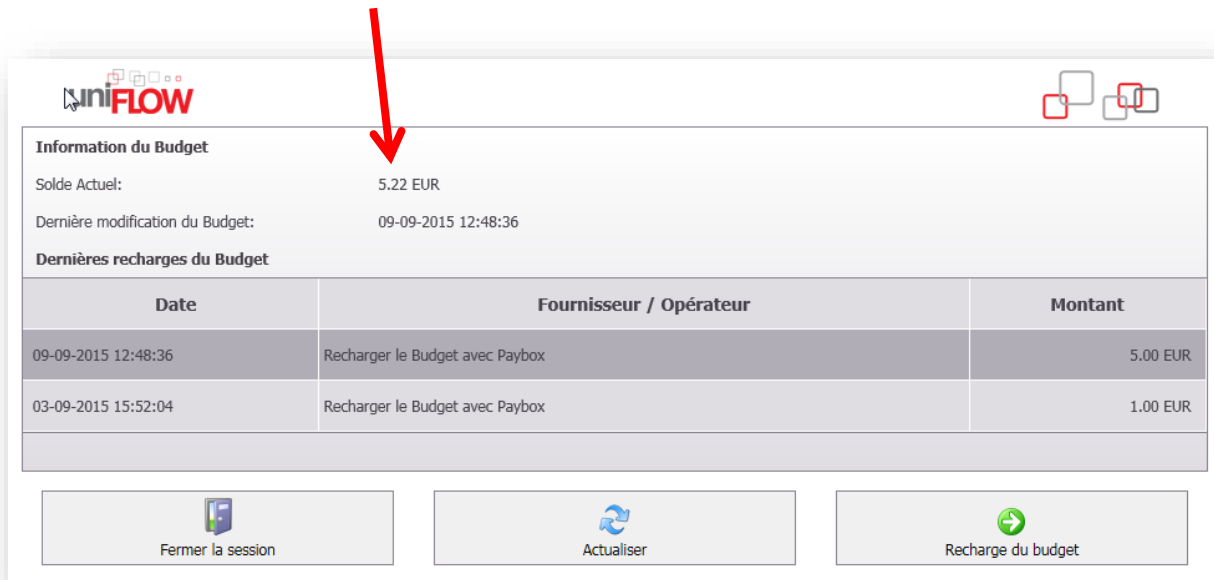 uniFLOW
Information du Budget
Solde Actuel: 5.22 EUR
Dernière modification du Budget: 09-09-2015 12:48:36
Dernières recharges du Budget
Date Fournisseur / Opérateur Montant
09-09-2015 12:48:36 Recharger le Budget avec Paybox 5.00 EUR
03-09-2015 15:52:04 Recharger le Budget avec Paybox 1.00 EUR
Fermer la session Actualiser Recharge du budget